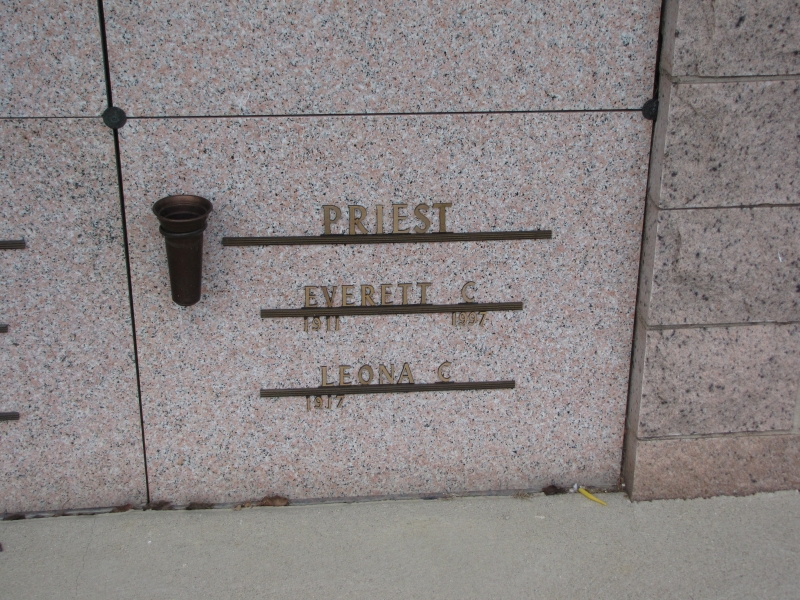 PRIEST
EVERETT C
1911 1997
LEONA C
1917